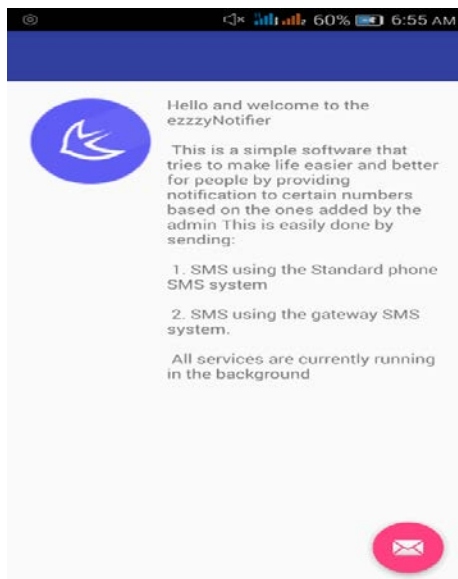 60% 6:55 AM
Hello and welcome to the
ezzzyNotifier
This is a simple software that
tries to make life easier and better
for people by providing
notification to certain numbers
based on the ones added by the
admin This is easily done by
sending:
1. SMS using the Standard phone
SMS system
2. SMS using the gateway SMS
system.
All services are currently running
in the background